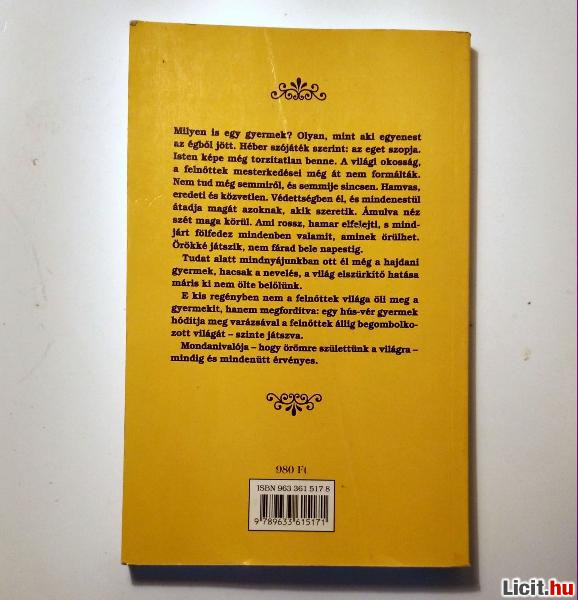 Milyen is egy gyermek? Olyan, mint aki egyenest
az égből jött. Héber szójáték szerint: az eget szopja.
Isten képe még torzítatlan benne. A világi okosság,
a felnőttek mesterkedései még át nem formálták.
Nem tud még semmiről, és semmije sincsen. Hamvas,
eredeti és közvetlen. Védettségben él, és mindenestül
átadja magát azoknak, akik szeretik. Ámulva néz
szét maga körül. Ami rossz, hamar elfelejti, s mind-
járt fölfedez mindenben valamit, aminek örülhet.
Örökké játszik, nem fárad bele napestig.
Tudat alatt mindnyájunkban ott él még a hajdani
gyermek, hacsak a nevelés, a világ elszürkítő hatása
máris ki nem ölte belőlünk.
E kis regényben nem a felnőttek világa öli meg a
gyermekit, hanem megfordítva: egy hús-vér gyermek
hódítja meg varázsával a felnőttek állig begombolko-
zott világát – szinte játszva.
Mondanivalója – hogy örömre születtünk a világra –
mindig és mindenütt érvényes.
980 Ft
ISBN 963 361 517 8
9 789633 615171
Licit.hu